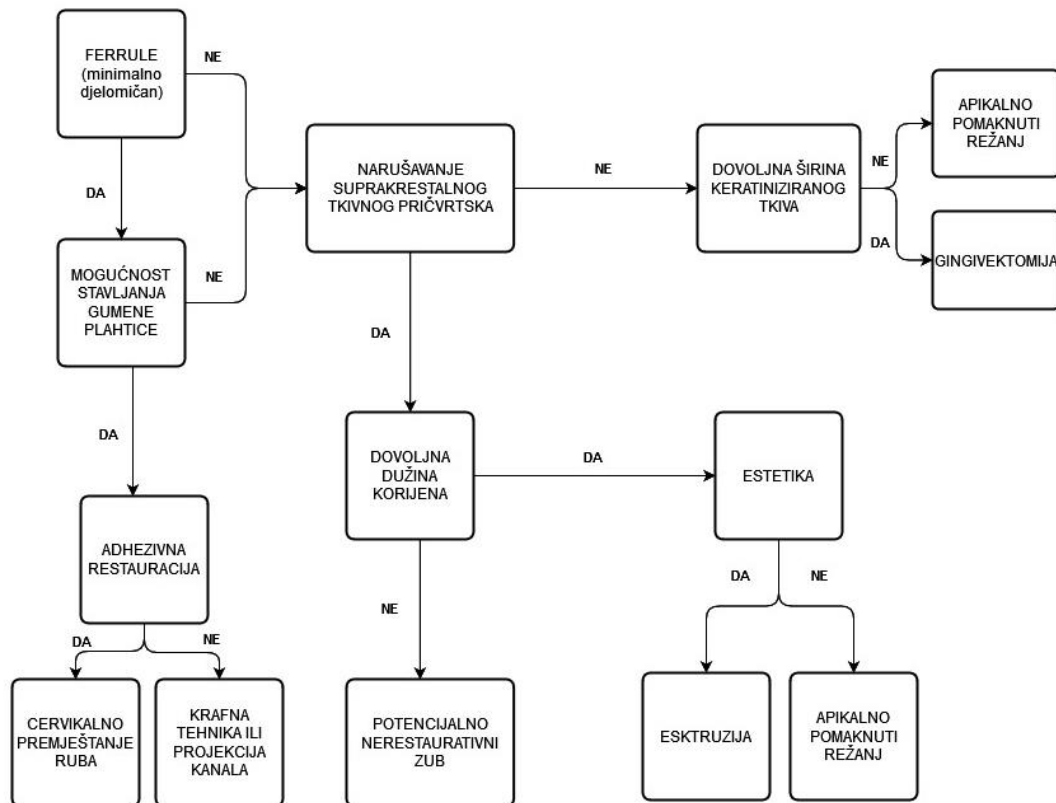 FERRULE
(minimalno
djelomičan)
NE
DA
MOGUĆNOST
STAVLJANJA
GUMENE
PLAHTICE
NE
DA
ADHEZIVNA
RESTAURACIJA
DA
NE
CERVIKALNO
PREMJEŠTANJE
RUBA
KRAFNA
TEHNIKA ILI
PROJEKCIJA
KANALA
NARUŠAVANJE
SUPRAKRESTALNOG
TKIVNOG PRIČVRTSKA
NE
DA
DOVOLJNA ŠIRINA
KERATINIZIRANOG
TKIVA
NE
DA
APIKALNO
POMAKNUTI
REŽANJ
GINGIVEKTOMIJA
DOVOLJNA
DUŽINA
KORIJENA
DA
NE
POTENCIJALNO
NERESTAURATIVNI
ZUB
ESTETIKA
DA
NE
ESKTRUZIJA
APIKALNO
POMAKNUTI
REŽANJ